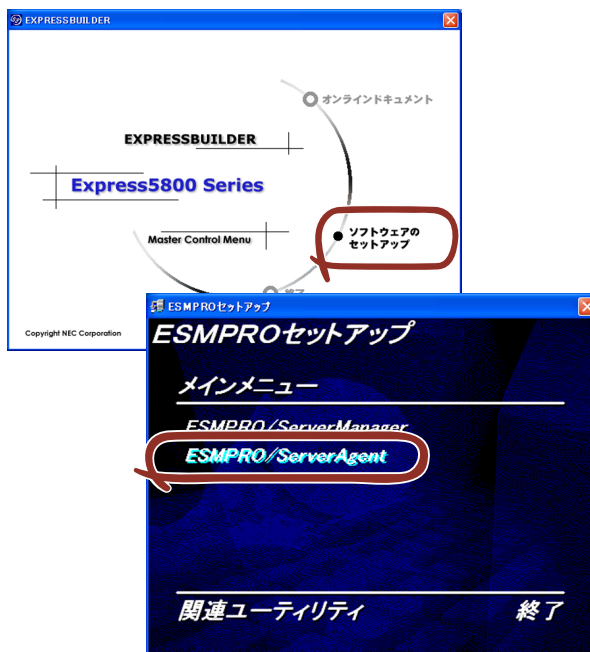 EXPRESSBUILDER
オンラインドキュメント
EXPRESSBUILDER
Express5800 Series
ソフトウェアの
セットアップ
Master Control Menu
終了
Copyright NEC Corporation
ESMPROセットアップ
ESMPROセットアップ
メインメニュー
ESMPRO/ServerManager
ESMPRO/ServerAgent
関連ユーティリティ
終了